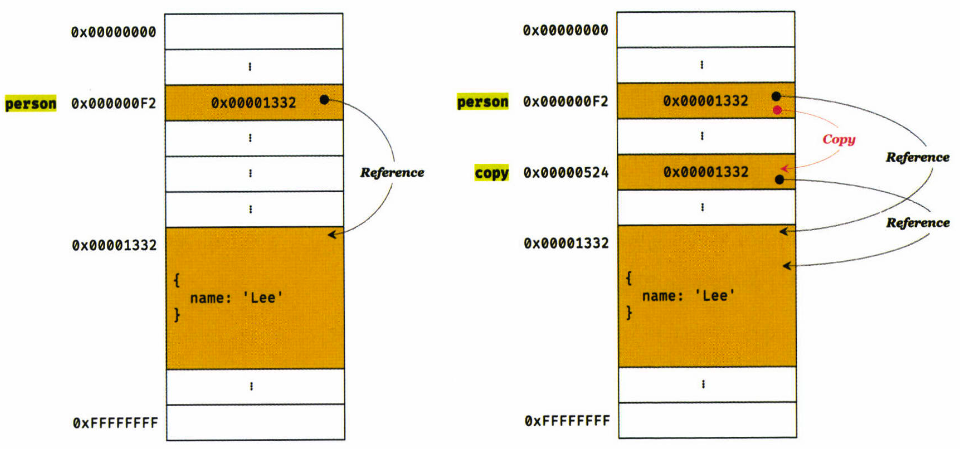 0x00000000
⋮
person 0x000000F2 0x00001332
⋮
⋮
Reference
⋮
0x00001332
{
name: 'Lee'
}
⋮
0xFFFFFFFF
0x00000000
⋮
person 0x000000F2 0x00001332
⋮
Copy
Reference
copy 0x00000524 0x00001332
⋮
Reference
0x00001332
{
name: 'Lee'
}
⋮
0xFFFFFFFF